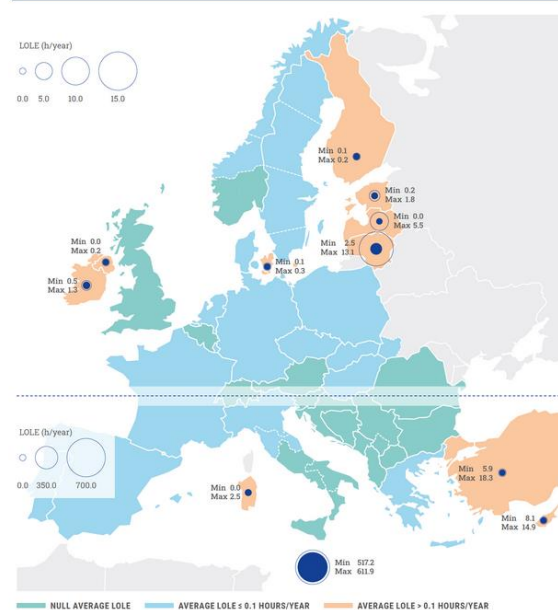 LOLE (h/year)
0.0 5.0 10.0 15.0
Min 0.1
Max 0.2
Min 0.2
Max 1.8
Min 0.0
Max 5.5
Min 2.5
Max 13.1
Min 0.0
Max 0.2
Min 0.1
Max 0.3
Min 0.5
Max 1.3
LOLE (h/year)
0.0 350.0 700.0
Min 0.0
Max 2.5
Min 5.9
Max 18.3
Min 8.1
Max 14.9
Min 517.2
Max 611.9
NULL AVERAGE LOLE AVERAGE LOLE ≤ 0.1 HOURS/YEAR AVERAGE LOLE > 0.1 HOURS/YEAR